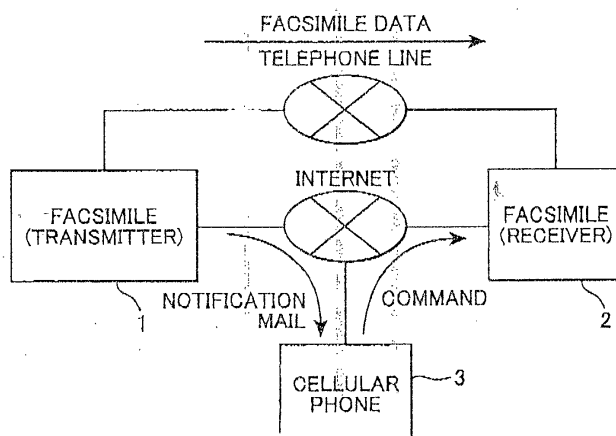 FACSIMILE DATA
TELEPHONE LINE
INTERNET
FACSIMILE
(TRANSMITTER)
FACSIMILE
(RECEIVER)
1
NOTIFICATION
MAIL
COMMAND
2
CELLULAR
PHONE
3